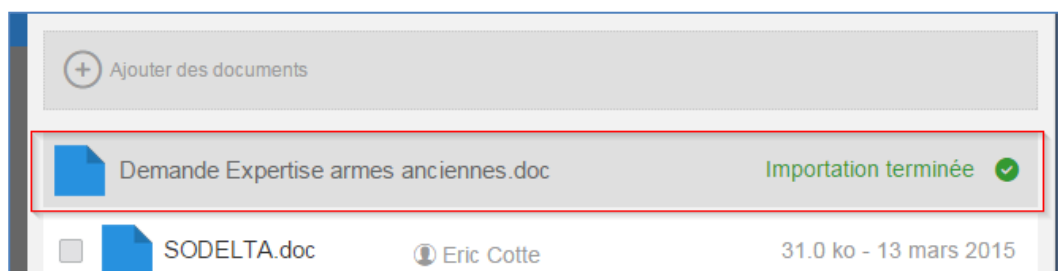 Ajouter des documents
Demande Expertise armes anciennes.doc Importation terminée
SODELTA.doc Eric Cotte 31.0 ko - 13 mars 2015